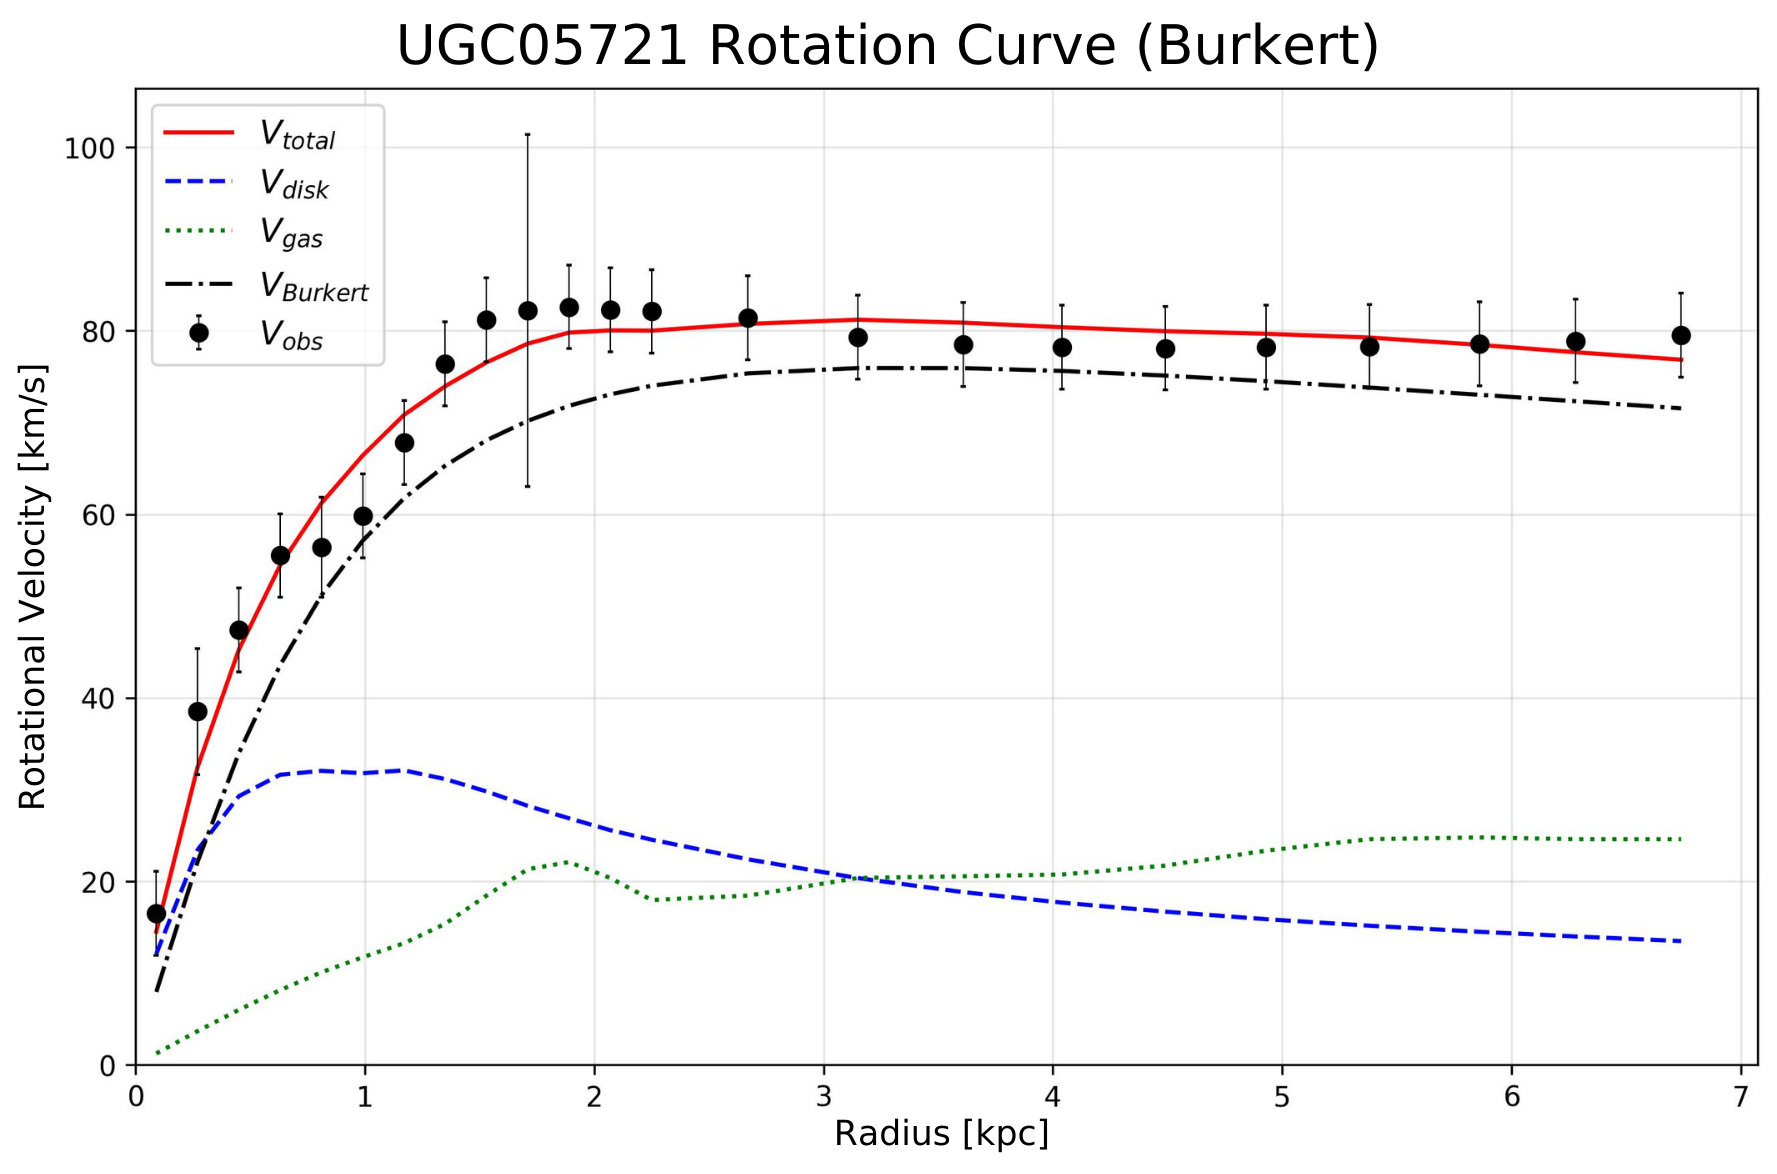 UGC05721 Rotation Curve (Burkert)
V_total
V_disk
V_gas
V_Burkert
V_obs
Rotational Velocity [km/s]
100
80
60
40
20
0
0 1 2 3 4 5 6 7
Radius [kpc]